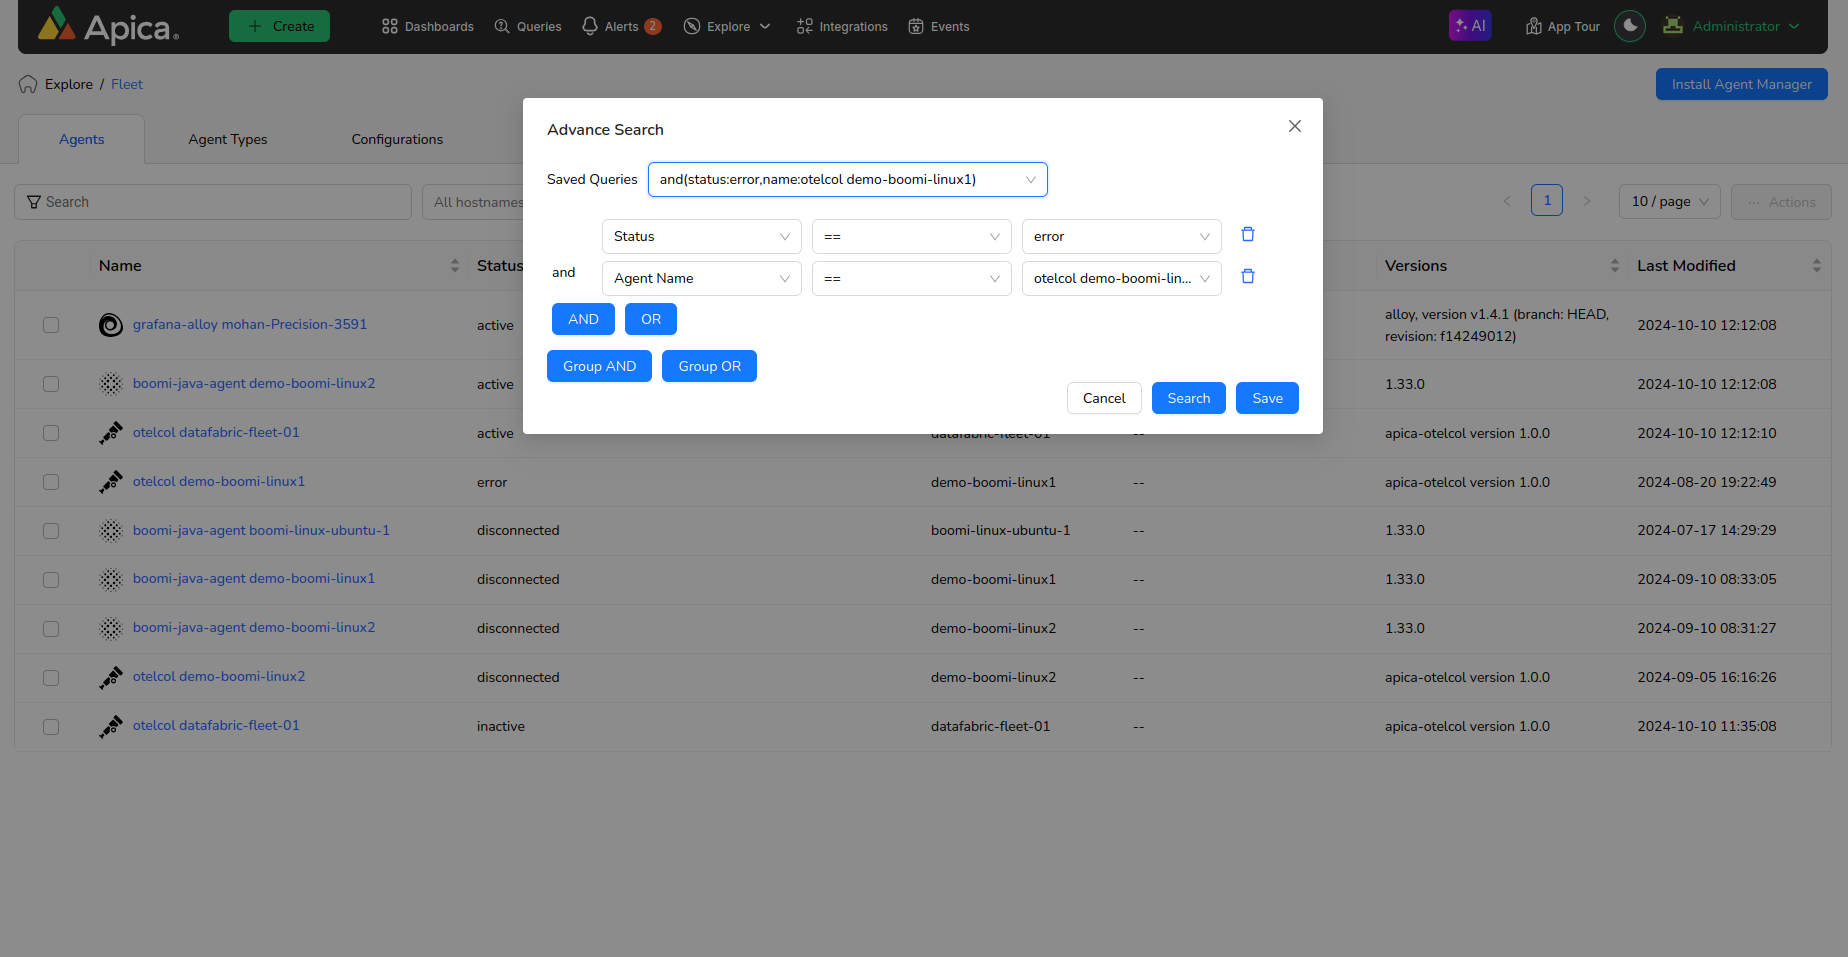 Apica
Create
Dashboards
Queries
Alerts 2
Explore
Integrations
Events
AI
App Tour
Administrator
Explore / Fleet
Install Agent Manager
Agents
Agent Types
Configurations
Search
All hostnames
1
10 / page
··· Actions
Advance Search
Saved Queries and(status:error,name:otelcol demo-boomi-linux1)
Status == error
and
Agent Name == otelcol demo-boomi-lin...
AND OR
Group AND Group OR
Cancel Search Save
Name Status Versions Last Modified
grafana-alloy mohan-Precision-3591 active alloy, version v1.4.1 (branch: HEAD, 2024-10-10 12:12:08
revision: f14249012)
boomi-java-agent demo-boomi-linux2 active 1.33.0 2024-10-10 12:12:08
otelcol datafabric-fleet-01 active datafabric-fleet-01 -- apica-otelcol version 1.0.0 2024-10-10 12:12:10
otelcol demo-boomi-linux1 error demo-boomi-linux1 -- apica-otelcol version 1.0.0 2024-08-20 19:22:49
boomi-java-agent boomi-linux-ubuntu-1 disconnected boomi-linux-ubuntu-1 -- 1.33.0 2024-07-17 14:29:29
boomi-java-agent demo-boomi-linux1 disconnected demo-boomi-linux1 -- 1.33.0 2024-09-10 08:33:05
boomi-java-agent demo-boomi-linux2 disconnected demo-boomi-linux2 -- 1.33.0 2024-09-10 08:31:27
otelcol demo-boomi-linux2 disconnected demo-boomi-linux2 -- apica-otelcol version 1.0.0 2024-09-05 16:16:26
otelcol datafabric-fleet-01 inactive datafabric-fleet-01 -- apica-otelcol version 1.0.0 2024-10-10 11:35:08